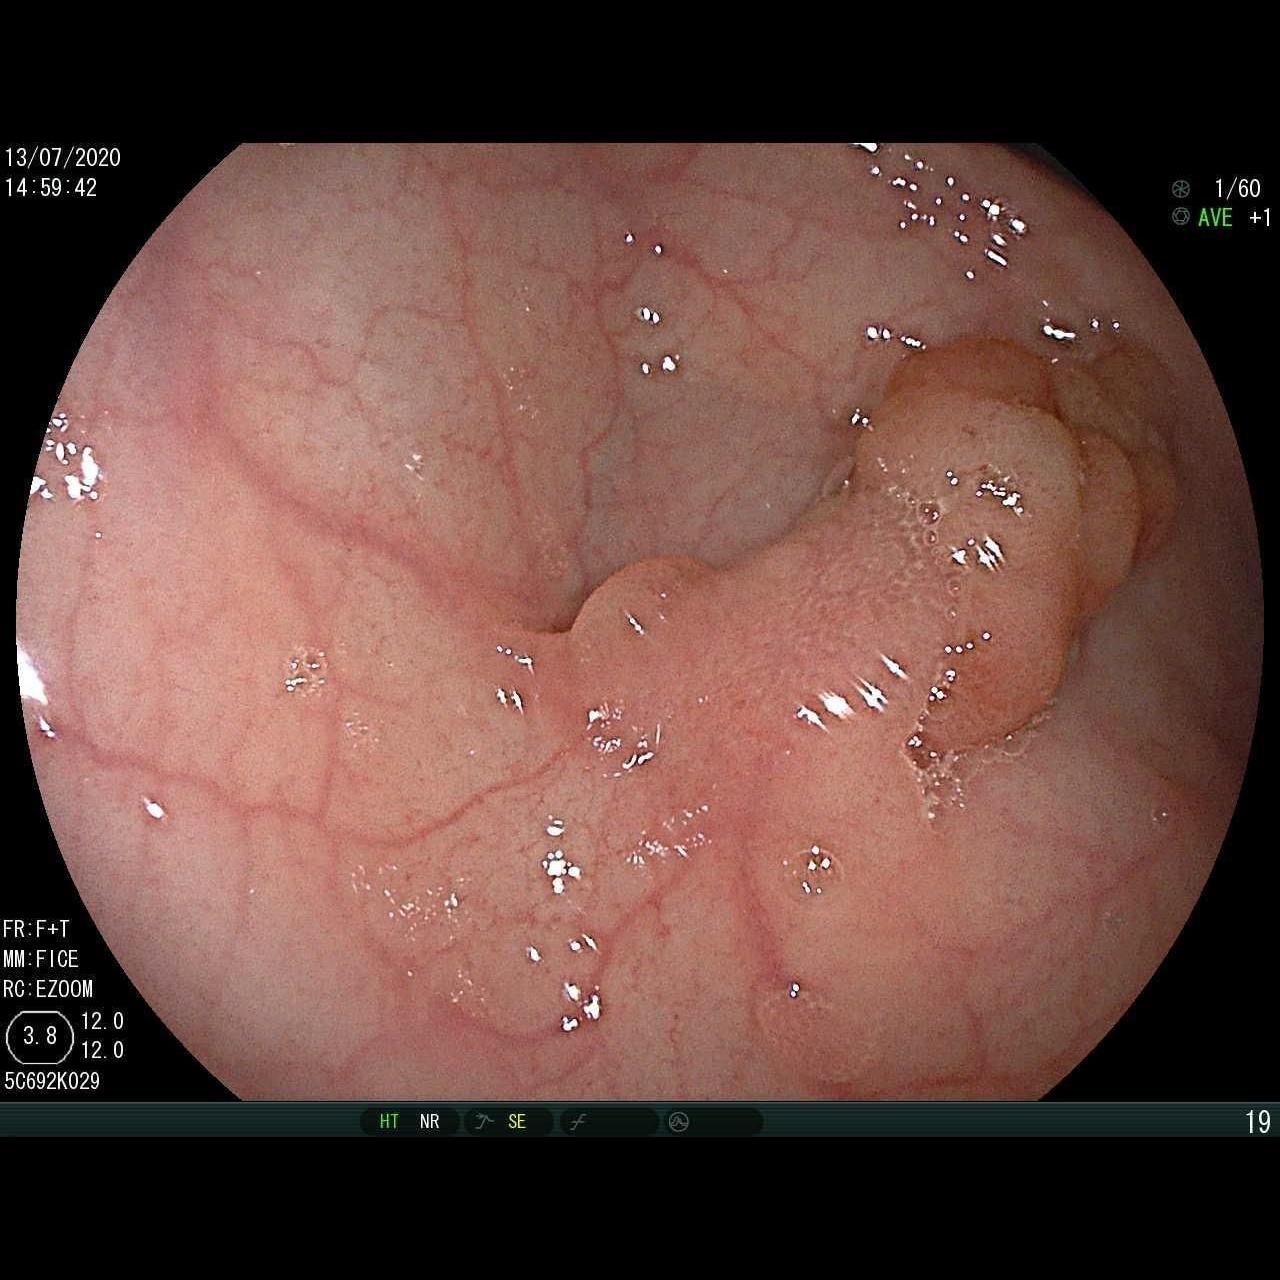 13/07/2020
14:59:42
1/60
AVE +1
FR:F+T
MM:FICE
RC:EZOOM
3.8
12.0
12.0
5C692K029
HT NR SE
19